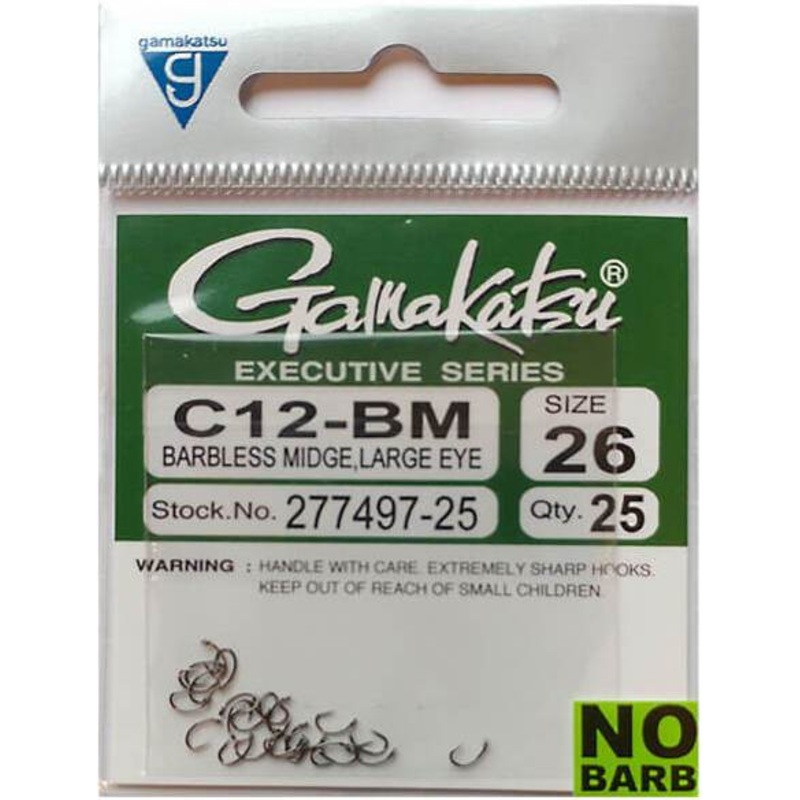 gamakatsu
g
Gamakatsu®
EXECUTIVE SERIES
C12-BM
BARBLESS MIDGE,LARGE EYE
SIZE
26
Stock.No. 277497-25
Qty. 25
WARNING : HANDLE WITH CARE. EXTREMELY SHARP HOOKS.
KEEP OUT OF REACH OF SMALL CHILDREN.
NO
BARB